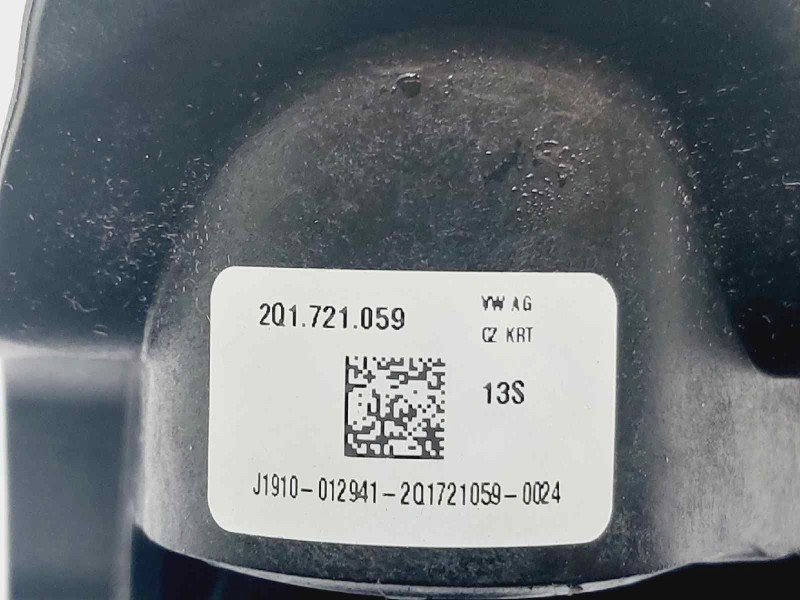 2Q1.721.059
VW AG
CZ KRT
13S
J1910-012941-2Q1721059-0024